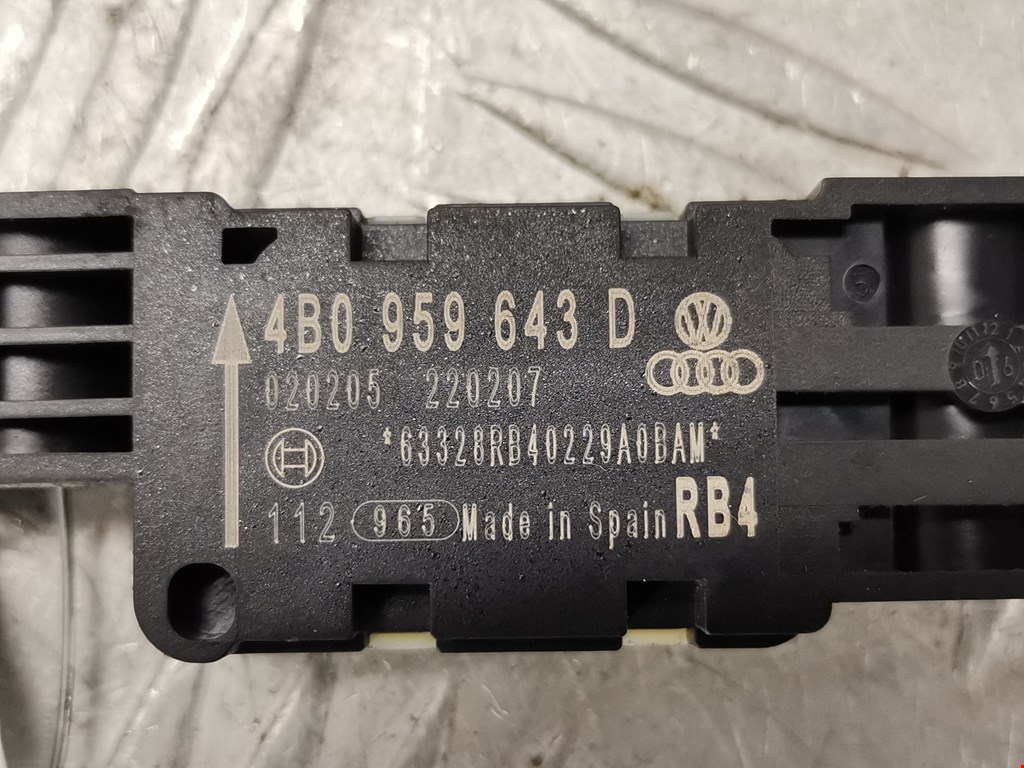 4B0 959 643 D
020205 220207
*63328RB40229A0BAM*
112 965 Made in Spain RB4